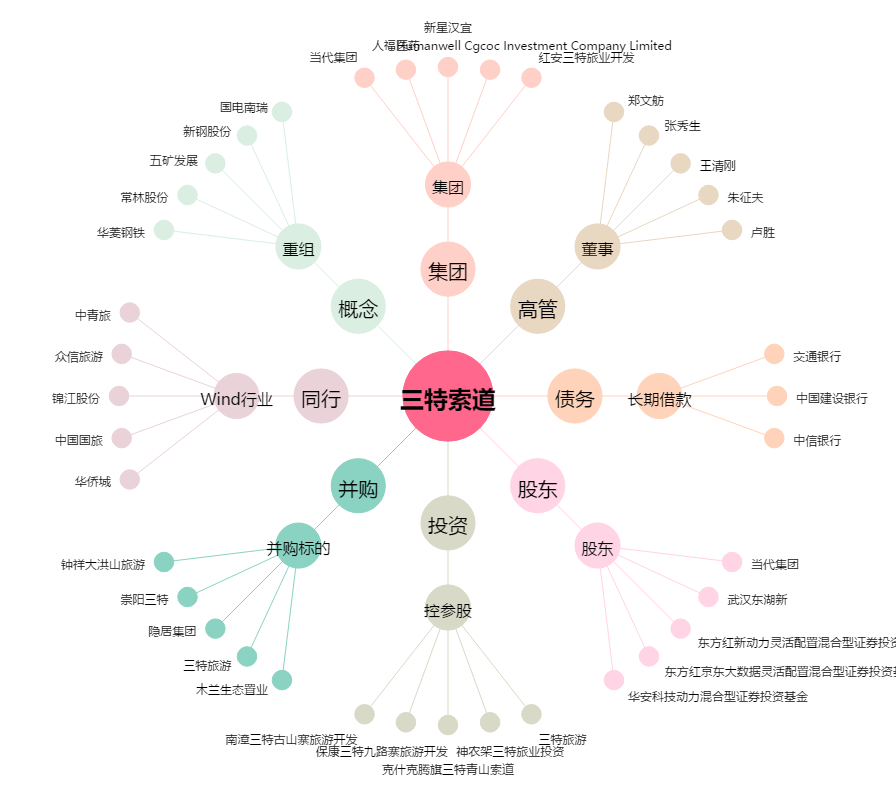 新星汉宜
人福医药
Humanwell Cgcoc Investment Company Limited
当代集团
红安三特旅业开发
集团
集团
国电南瑞
新钢股份
五矿发展
常林股份
华菱钢铁
重组
概念
郑文舫
张秀生
王清刚
朱征夫
卢胜
董事
高管
中青旅
众信旅游
锦江股份
中国国旅
华侨城
Wind行业
同行
三特索道
债务
长期借款
交通银行
中国建设银行
中信银行
并购
并购标的
钟祥大洪山旅游
崇阳三特
隐居集团
三特旅游
木兰生态置业
投资
控参股
南漳三特古山寨旅游开发
保康三特九路寨旅游开发
克什克腾旗三特青山索道
神农架三特旅业投资
三特旅游
股东
股东
当代集团
武汉东湖新
东方红新动力灵活配置混合型证券投资
东方红京东大数据灵活配置混合型证券投资
华安科技动力混合型证券投资基金